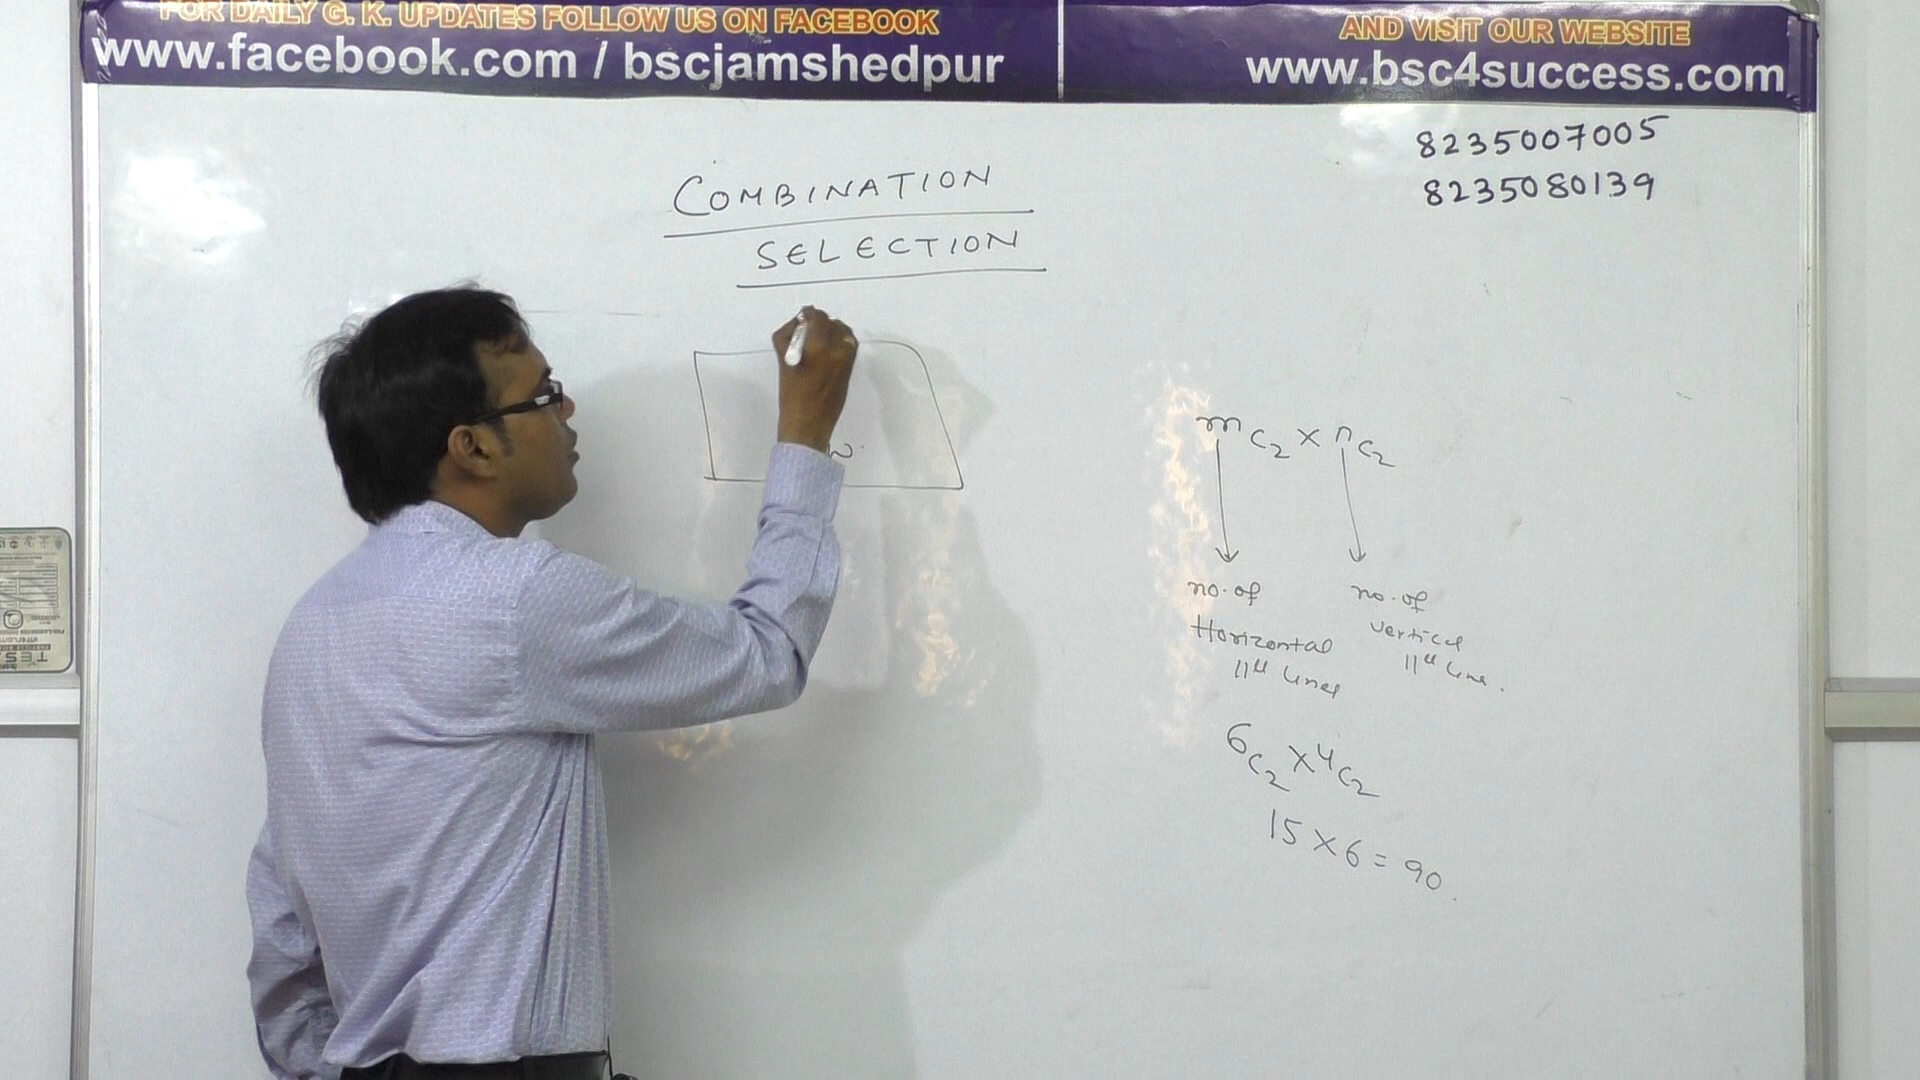 FOR DAILY G. K. UPDATES FOLLOW US ON FACEBOOK
www.facebook.com / bscjamshedpur
AND VISIT OUR WEBSITE
www.bsc4success.com
8235007005
8235080139
COMBINATION
SELECTION
mC2 × nC2
no. of
Horizontal
11el lines
no. of
vertical
11el line.
6C2 × 4C2
15 × 6 = 90.